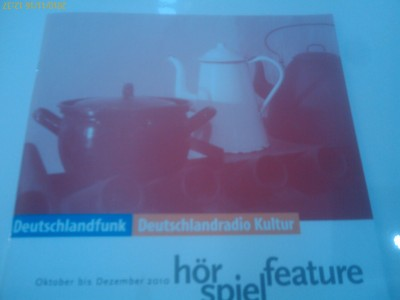 Deutschlandfunk Deutschlandradio Kultur
Oktober bis Dezember 2010
hör
spiel feature